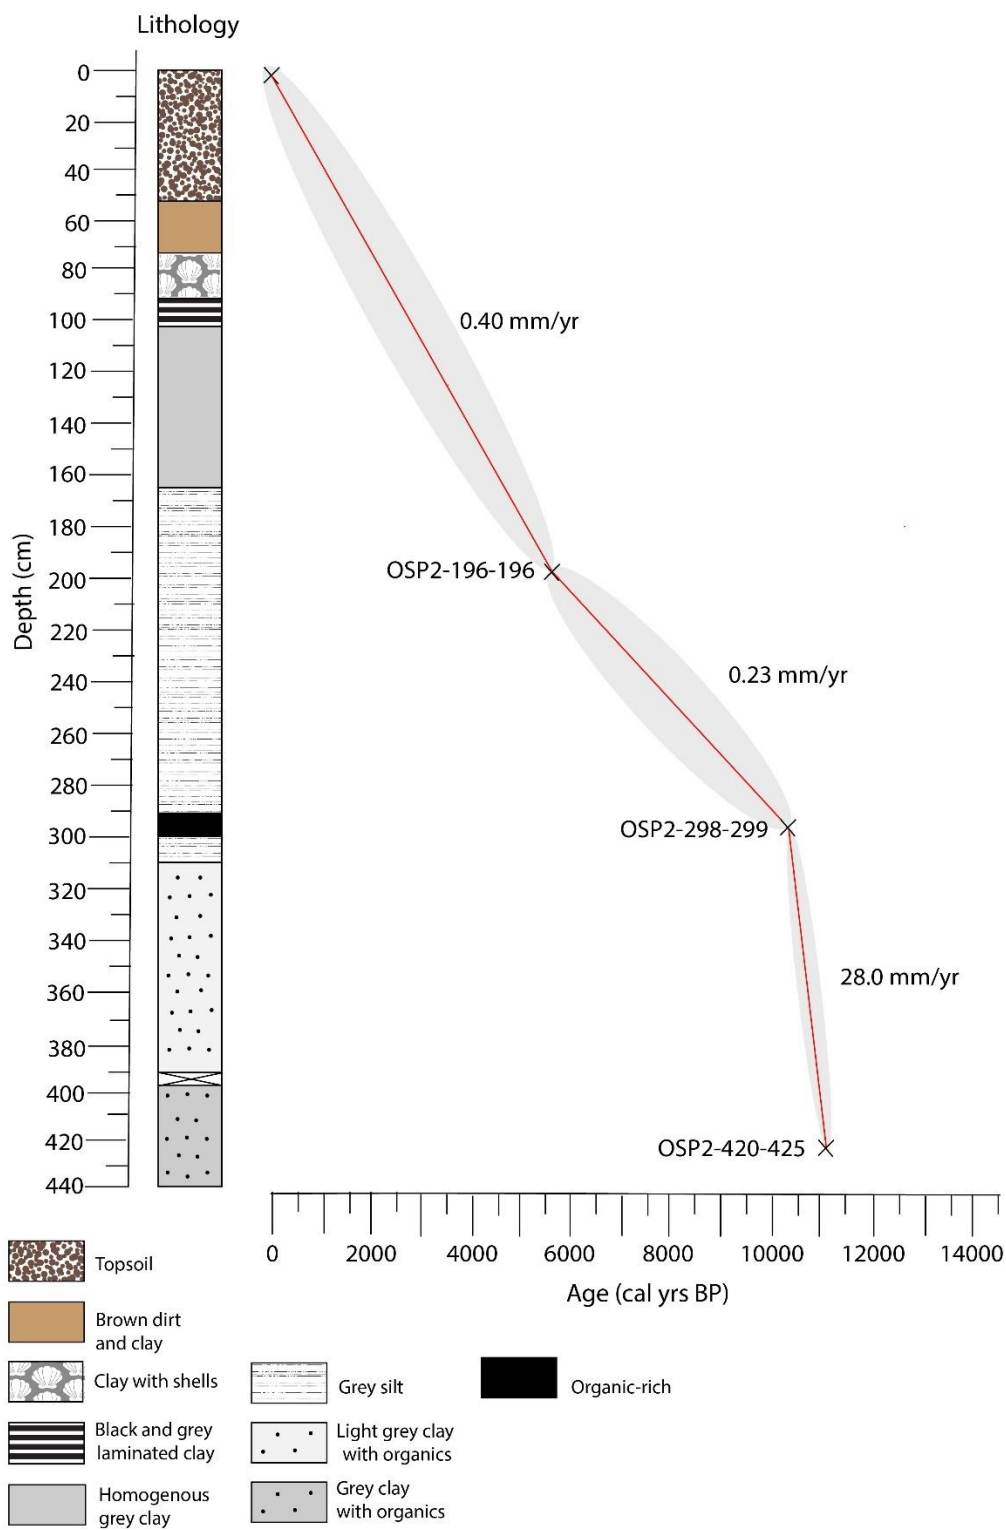 Lithology
0
20
40
60
80
100
120
140
160
180
200
220
240
260
280
300
320
340
360
380
400
420
440
Depth (cm)
0.40 mm/yr
OSP2-196-196
0.23 mm/yr
OSP2-298-299
28.0 mm/yr
OSP2-420-425
0 2000 4000 6000 8000 10000 12000 14000
Age (cal yrs BP)
Topsoil
Brown dirt
and clay
Clay with shells
Black and grey
laminated clay
Homogenous
grey clay
Grey silt
Light grey clay
with organics
Grey clay
with organics
Organic-rich